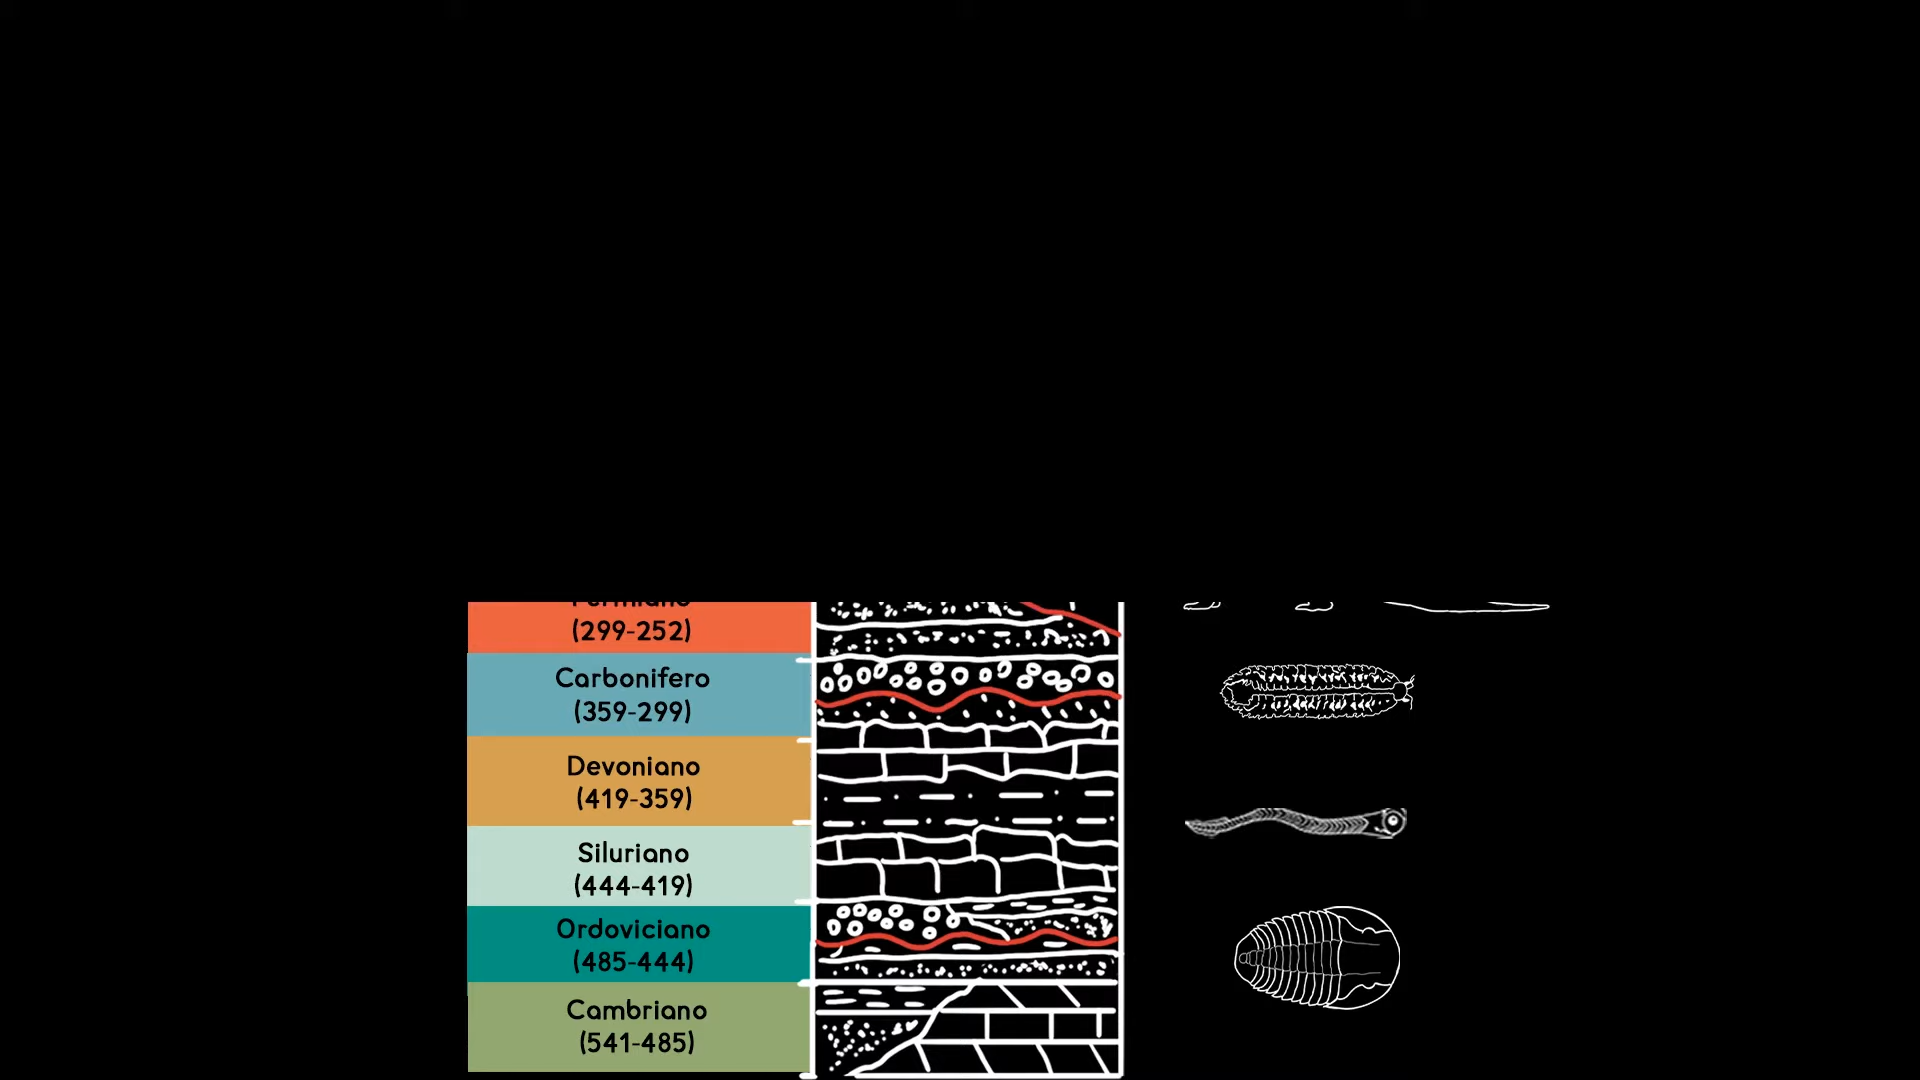 (299-252)
Carbonifero
(359-299)
Devoniano
(419-359)
Siluriano
(444-419)
Ordoviciano
(485-444)
Cambriano
(541-485)